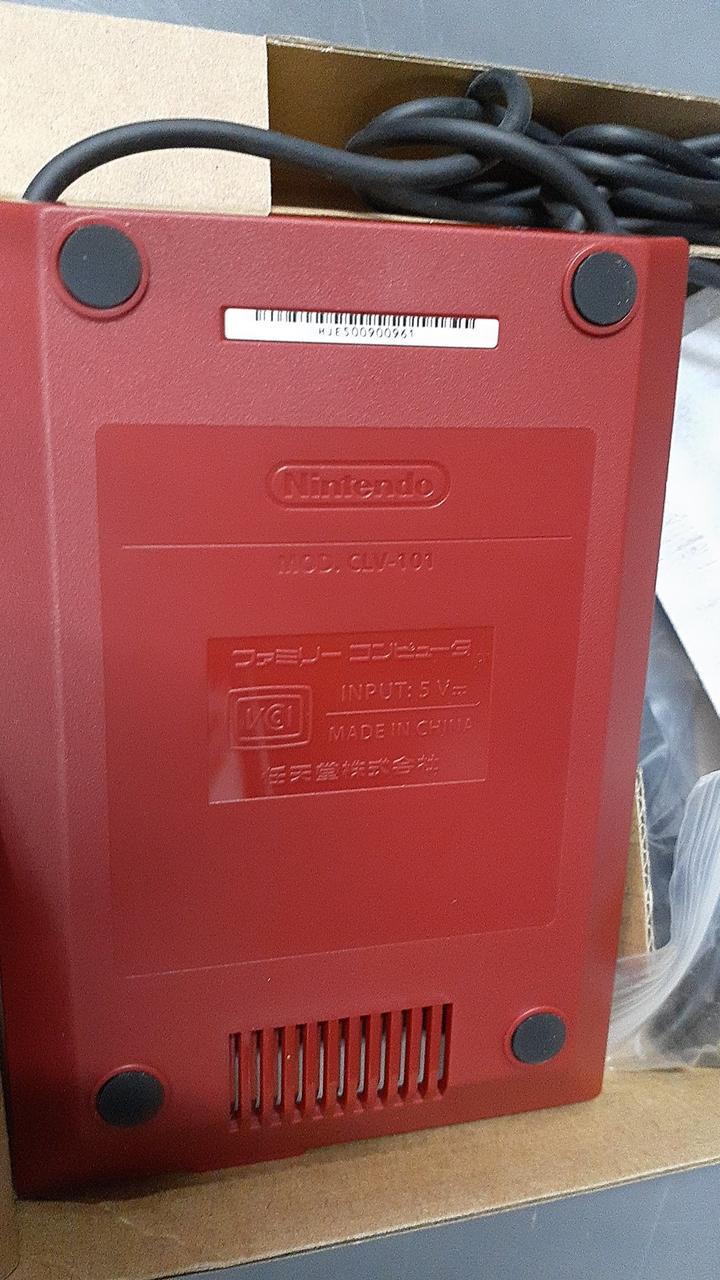 HJE500900961
Nintendo
MOD. CLV-101
ファミリー コンピュータ
VCI
INPUT: 5 V⎓
MADE IN CHINA
任天堂株式会社